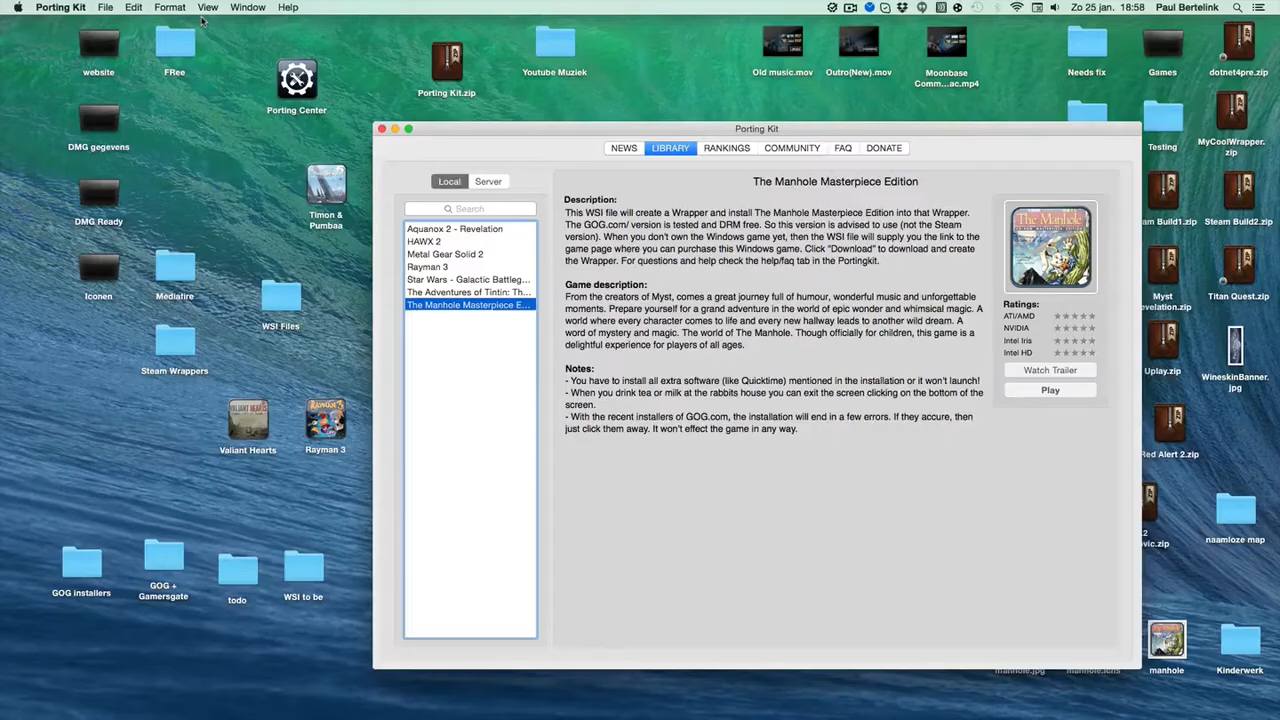 Porting Kit File Edit Format View Window Help Zo 25 jan. 18:58 Paul Bertelink
website
FRee
Porting Center
Porting Kit.zip
Youtube Muziek
Old music.mov
Outro(New).mov
Moonbase
Comm...ac.mp4
Needs fix
Games
dotnet4pre.zip
DMG gegevens
Testing
MyCoolWrapper.
zip
DMG Ready
Timon &
Pumbaa
Steam Build2.zip
Iconen
Mediafire
WSI Files
Titan Quest.zip
Steam Wrappers
Uplay.zip
WineskinBanner.
jpg
Valiant Hearts
Rayman 3
Red Alert 2.zip
naamloze map
GOG installers
GOG +
Gamersgate
todo
WSI to be
manhole
Kinderwerk
Porting Kit
NEWS LIBRARY RANKINGS COMMUNITY FAQ DONATE
Local Server
Search
Aquanox 2 - Revelation
HAWX 2
Metal Gear Solid 2
Rayman 3
Star Wars - Galactic Battleg...
The Adventures of Tintin: Th...
The Manhole Masterpiece E...
The Manhole Masterpiece Edition
Description:
This WSI file will create a Wrapper and install The Manhole Masterpiece Edition into that Wrapper.
The GOG.com/ version is tested and DRM free. So this version is advised to use (not the Steam
version). When you don't own the Windows game yet, then the WSI file will supply you the link to the
game page where you can purchase this Windows game. Click "Download" to download and create
the Wrapper. For questions and help check the help/faq tab in the Portingkit.
Game description:
From the creators of Myst, comes a great journey full of humour, wonderful music and unforgettable
moments. Prepare yourself for a grand adventure in the world of epic wonder and whimsical magic. A
world where every character comes to life and every new hallway leads to another wild dream. A
word of mystery and magic. The world of The Manhole. Though officially for children, this game is a
delightful experience for players of all ages.
Notes:
- You have to install all extra software (like Quicktime) mentioned in the installation or it won't launch!
- When you drink tea or milk at the rabbits house you can exit the screen clicking on the bottom of the
screen.
- With the recent installers of GOG.com, the installation will end in a few errors. If they accure, then
just click them away. It won't effect the game in any way.
The Manhole
Ratings:
ATI/AMD
NVIDIA
Intel Iris
Intel HD
Watch Trailer
Play